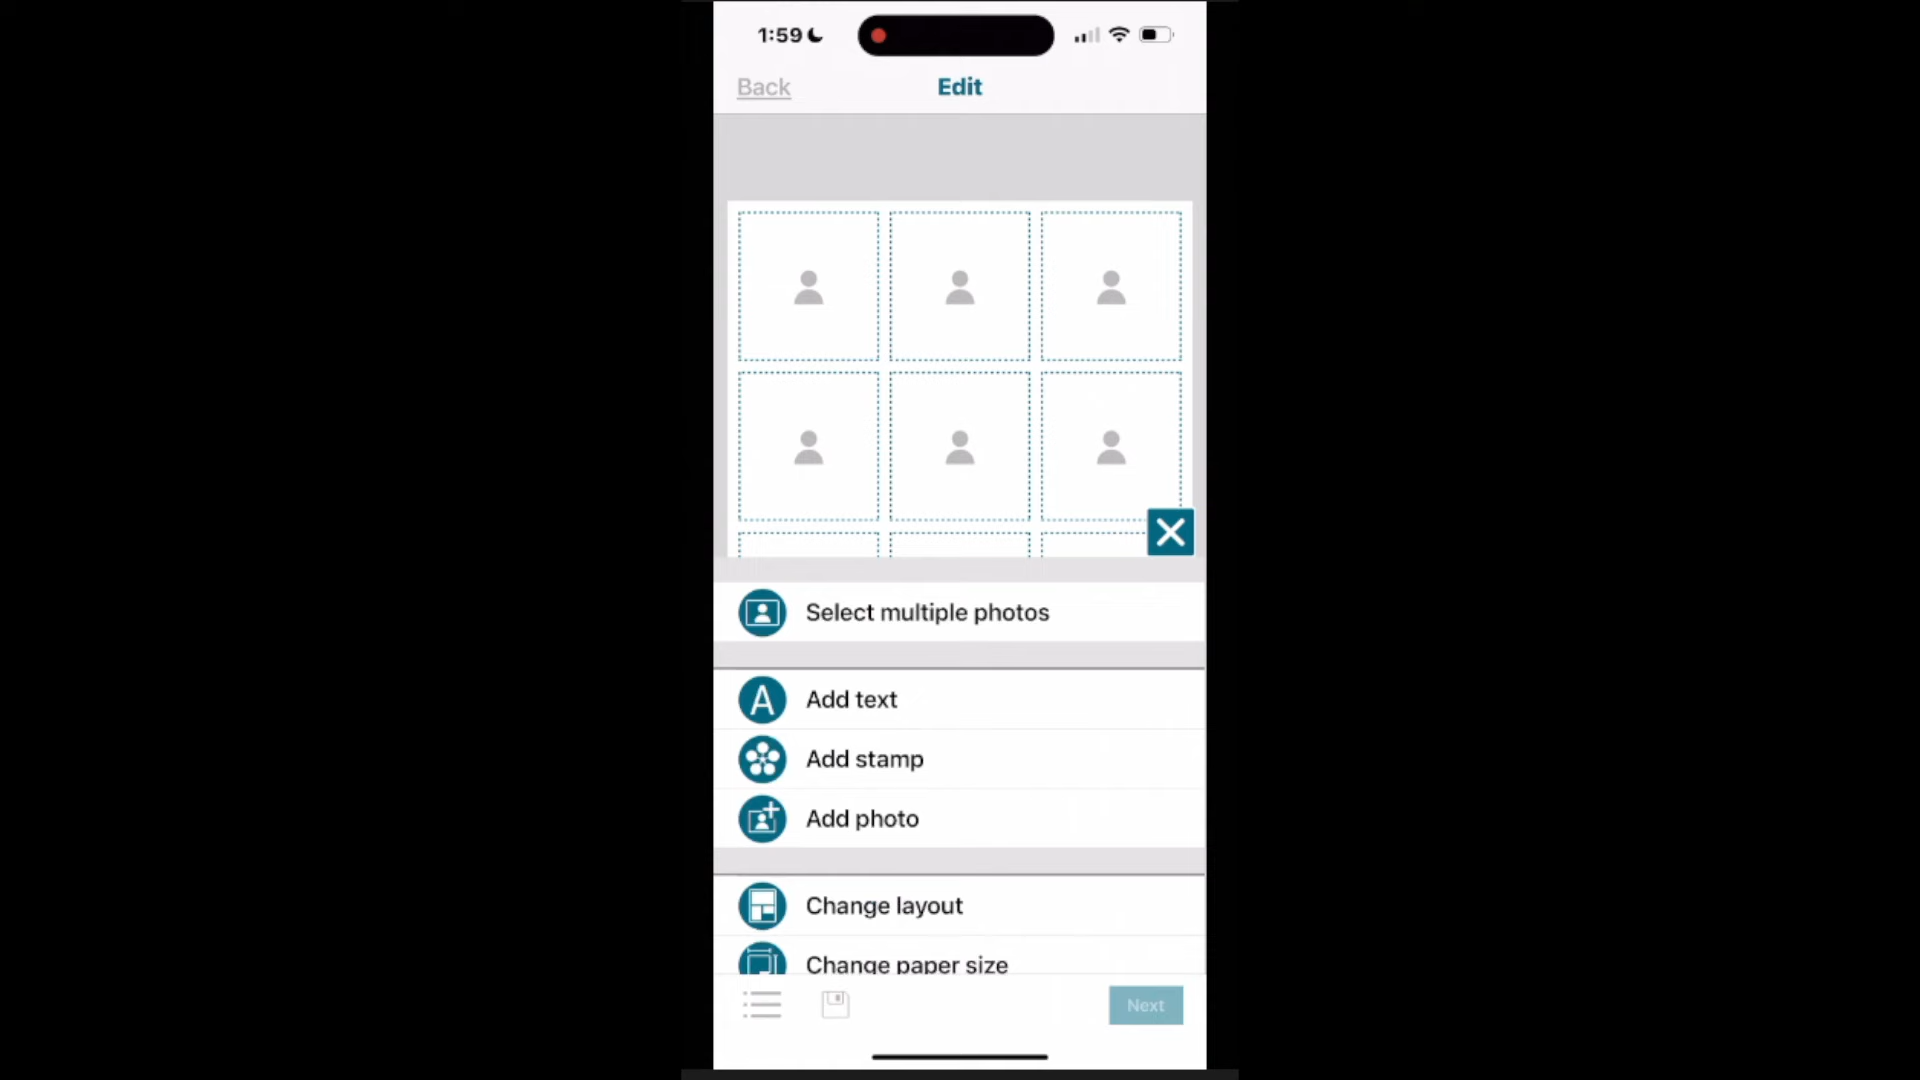 1:59
Back
Edit
Select multiple photos
A
Add text
Add stamp
Add photo
Change layout
Change paper size
Next